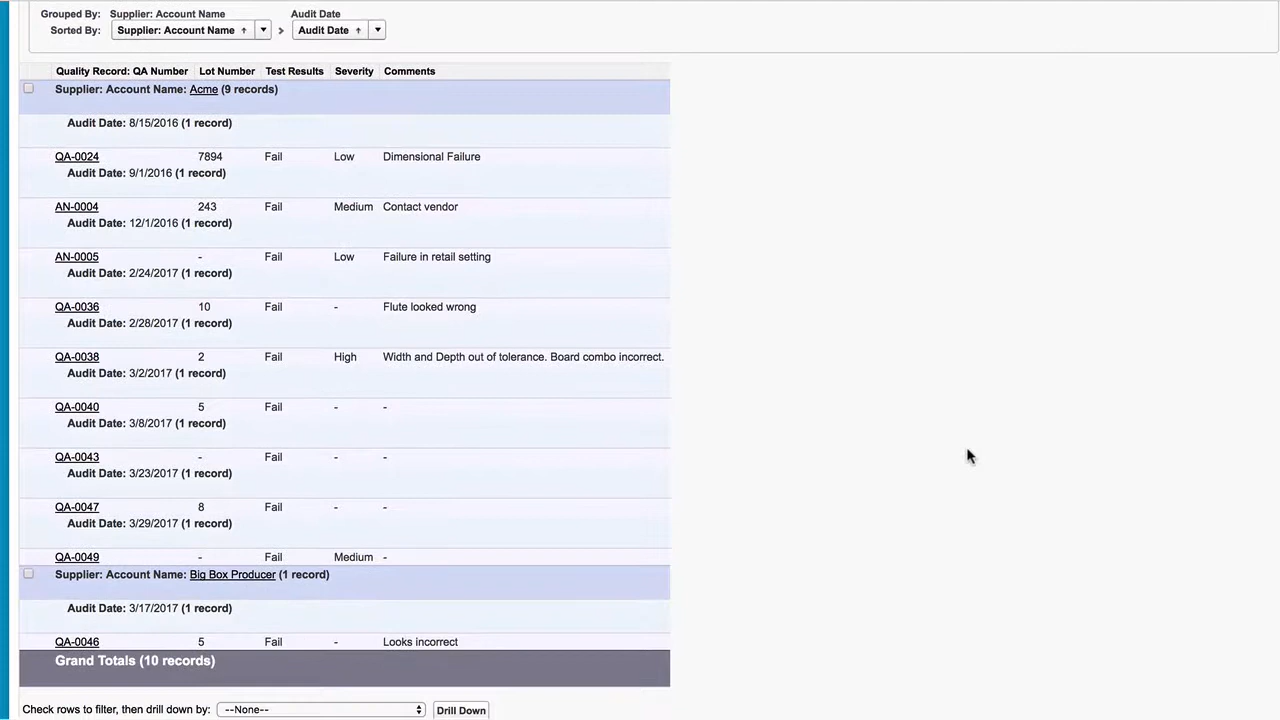 Grouped By: Supplier: Account Name Audit Date
Sorted By: Supplier: Account Name ↑ > Audit Date ↑
Quality Record: QA Number Lot Number Test Results Severity Comments
Supplier: Account Name: Acme (9 records)
Audit Date: 8/15/2016 (1 record)
QA-0024 7894 Fail Low Dimensional Failure
Audit Date: 9/1/2016 (1 record)
AN-0004 243 Fail Medium Contact vendor
Audit Date: 12/1/2016 (1 record)
AN-0005 - Fail Low Failure in retail setting
Audit Date: 2/24/2017 (1 record)
QA-0036 10 Fail - Flute looked wrong
Audit Date: 2/28/2017 (1 record)
QA-0038 2 Fail High Width and Depth out of tolerance. Board combo incorrect.
Audit Date: 3/2/2017 (1 record)
QA-0040 5 Fail - -
Audit Date: 3/8/2017 (1 record)
QA-0043 - Fail - -
Audit Date: 3/23/2017 (1 record)
QA-0047 8 Fail - -
Audit Date: 3/29/2017 (1 record)
QA-0049 - Fail Medium -
Supplier: Account Name: Big Box Producer (1 record)
Audit Date: 3/17/2017 (1 record)
QA-0046 5 Fail - Looks incorrect
Grand Totals (10 records)
Check rows to filter, then drill down by: --None-- Drill Down